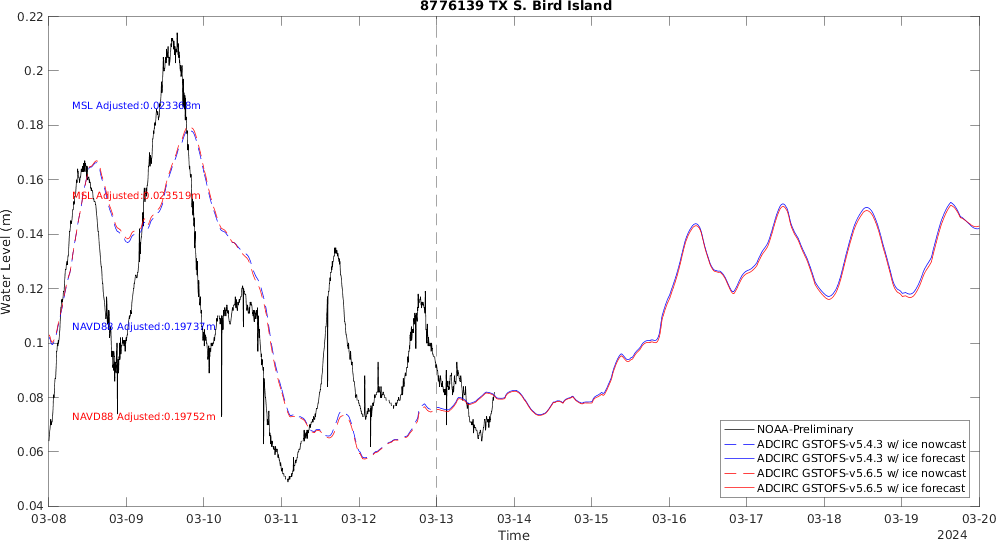 8776139 TX S. Bird Island
0.22
0.2
0.18
0.16
0.14
0.12
0.1
0.08
0.06
0.04
Water Level (m)
MSL Adjusted:0.023368m
MSL Adjusted:0.023519m
NAVD88 Adjusted:0.19737m
NAVD88 Adjusted:0.19752m
NOAA-Preliminary
ADCIRC GSTOFS-v5.4.3 w/ ice nowcast
ADCIRC GSTOFS-v5.4.3 w/ ice forecast
ADCIRC GSTOFS-v5.6.5 w/ ice nowcast
ADCIRC GSTOFS-v5.6.5 w/ ice forecast
03-08 03-09 03-10 03-11 03-12 03-13 03-14 03-15 03-16 03-17 03-18 03-19 03-20
Time
2024